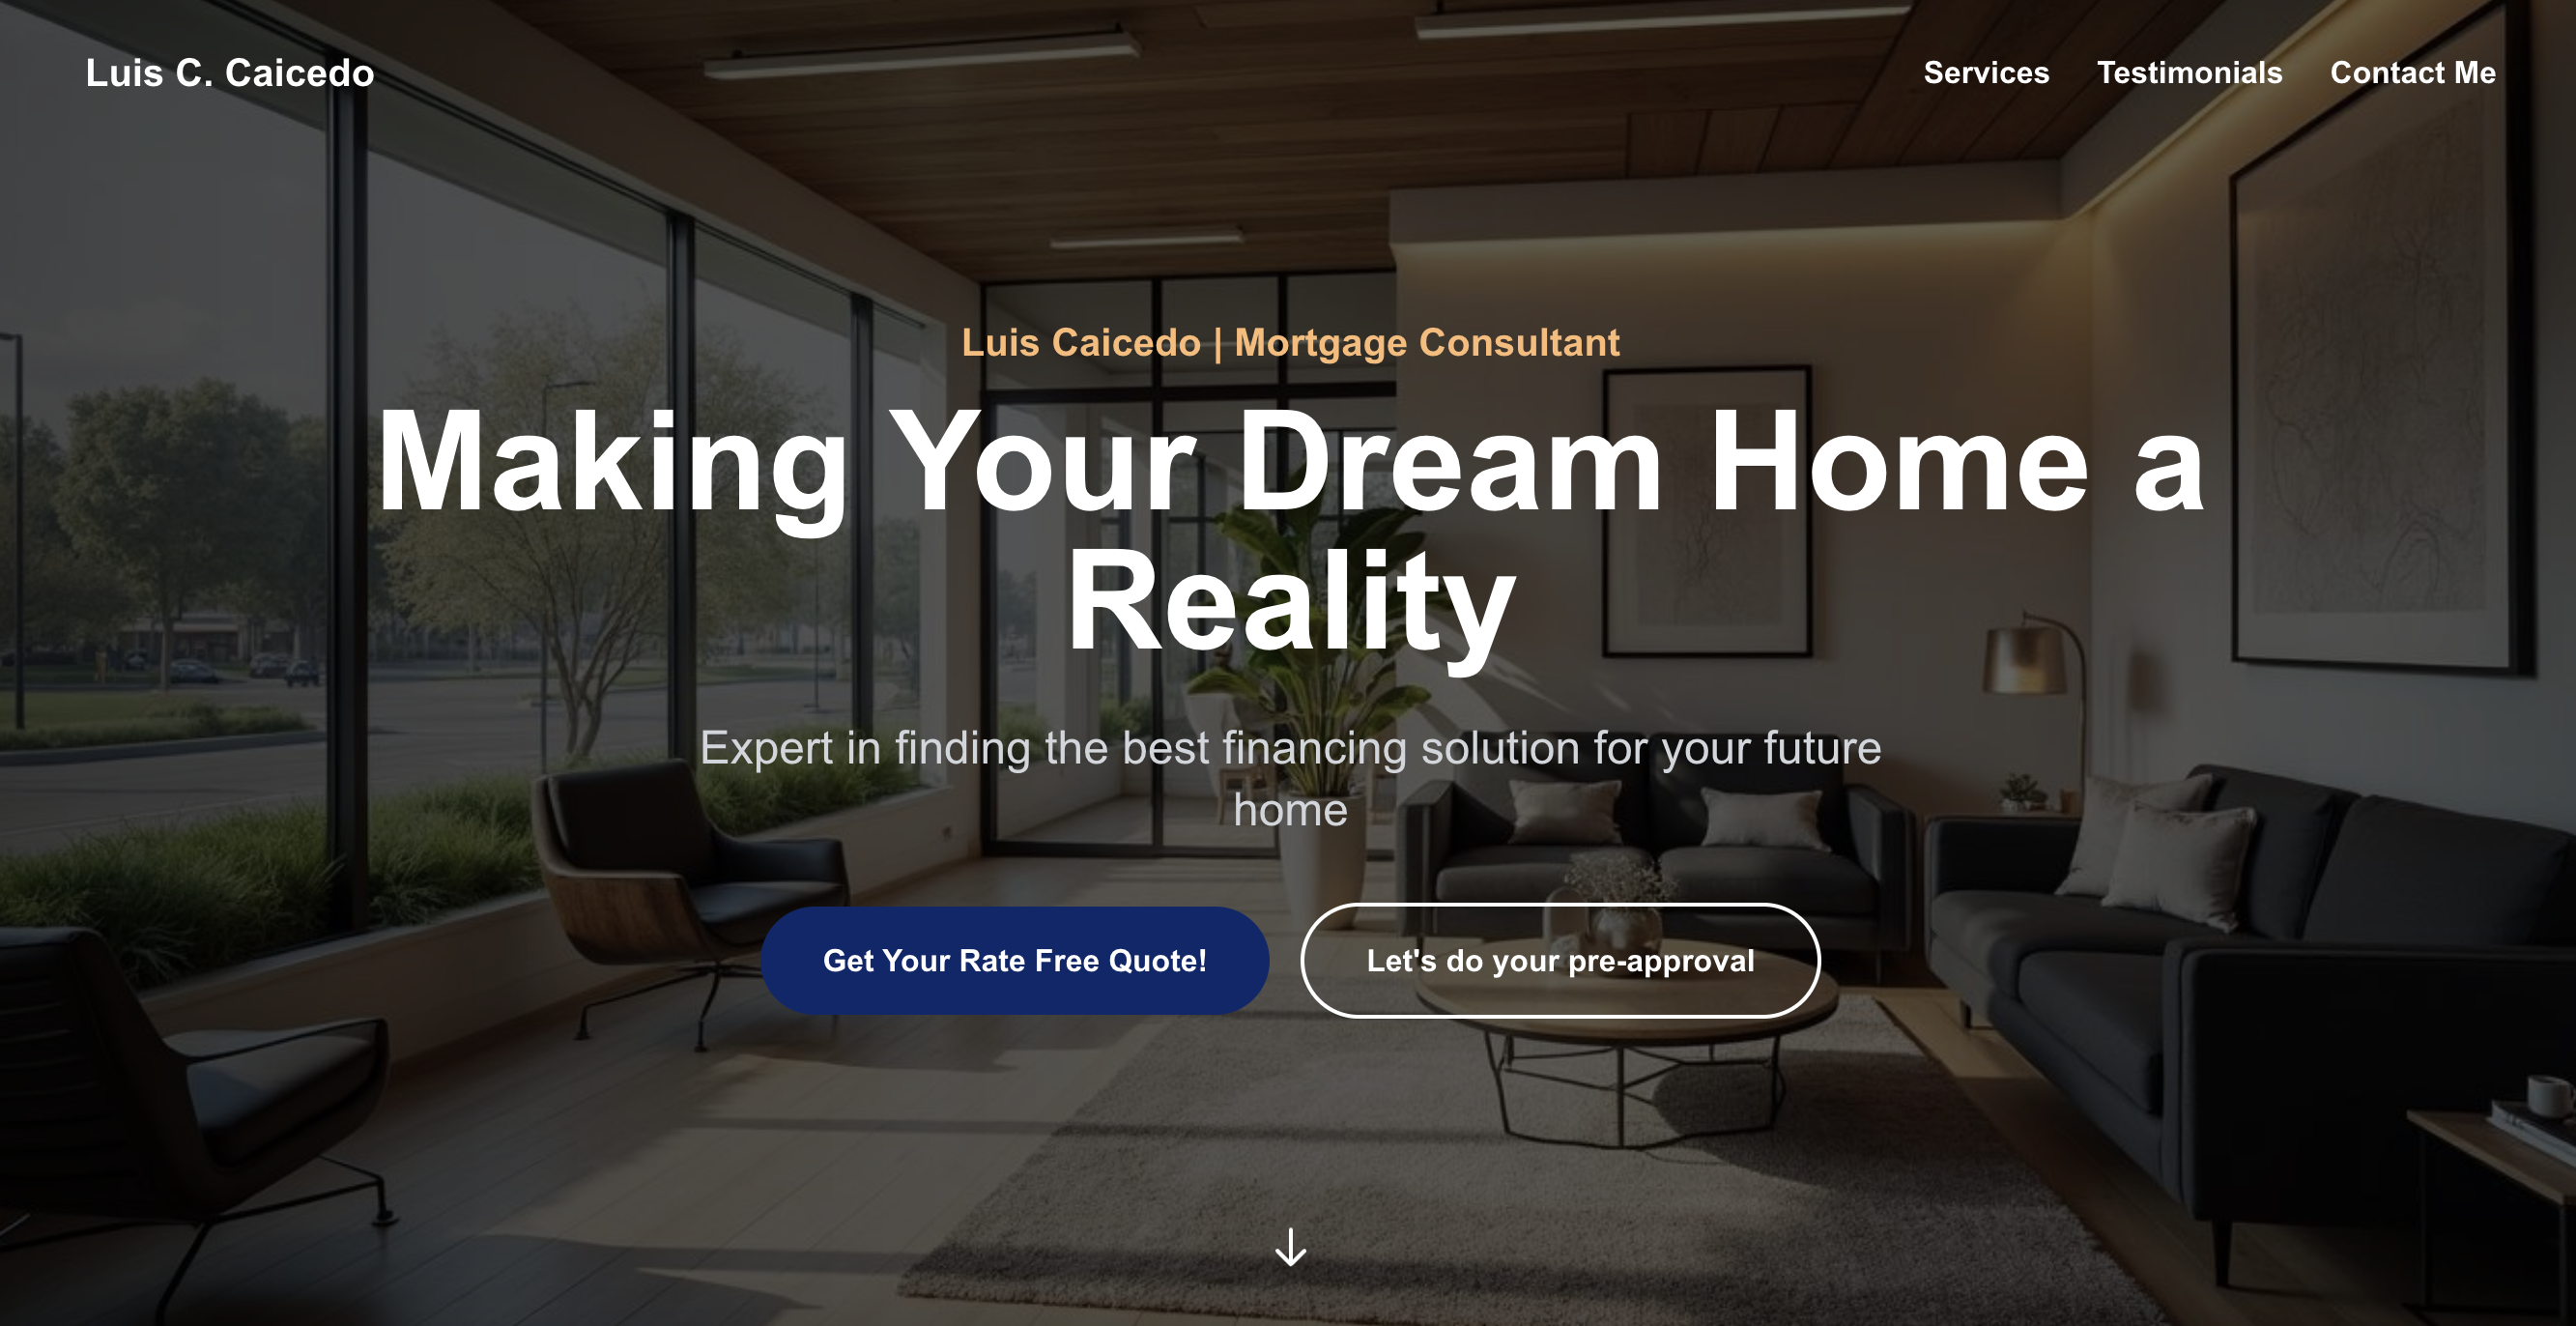 Luis C. Caicedo
Services
Testimonials
Contact Me
Luis Caicedo | Mortgage Consultant
Making Your Dream Home a
Reality
Expert in finding the best financing solution for your future
home
Get Your Rate Free Quote!
Let's do your pre-approval